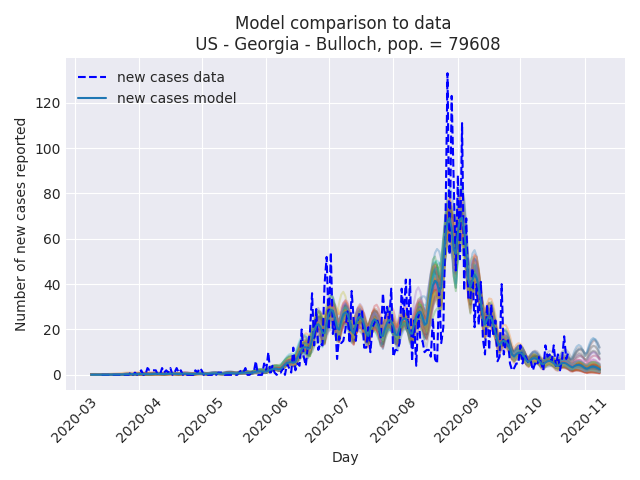 Model comparison to data
US - Georgia - Bulloch, pop. = 79608
new cases data
new cases model
Number of new cases reported
120
100
80
60
40
20
0
2020-03
2020-04
2020-05
2020-06
2020-07
2020-08
2020-09
2020-10
2020-11
Day